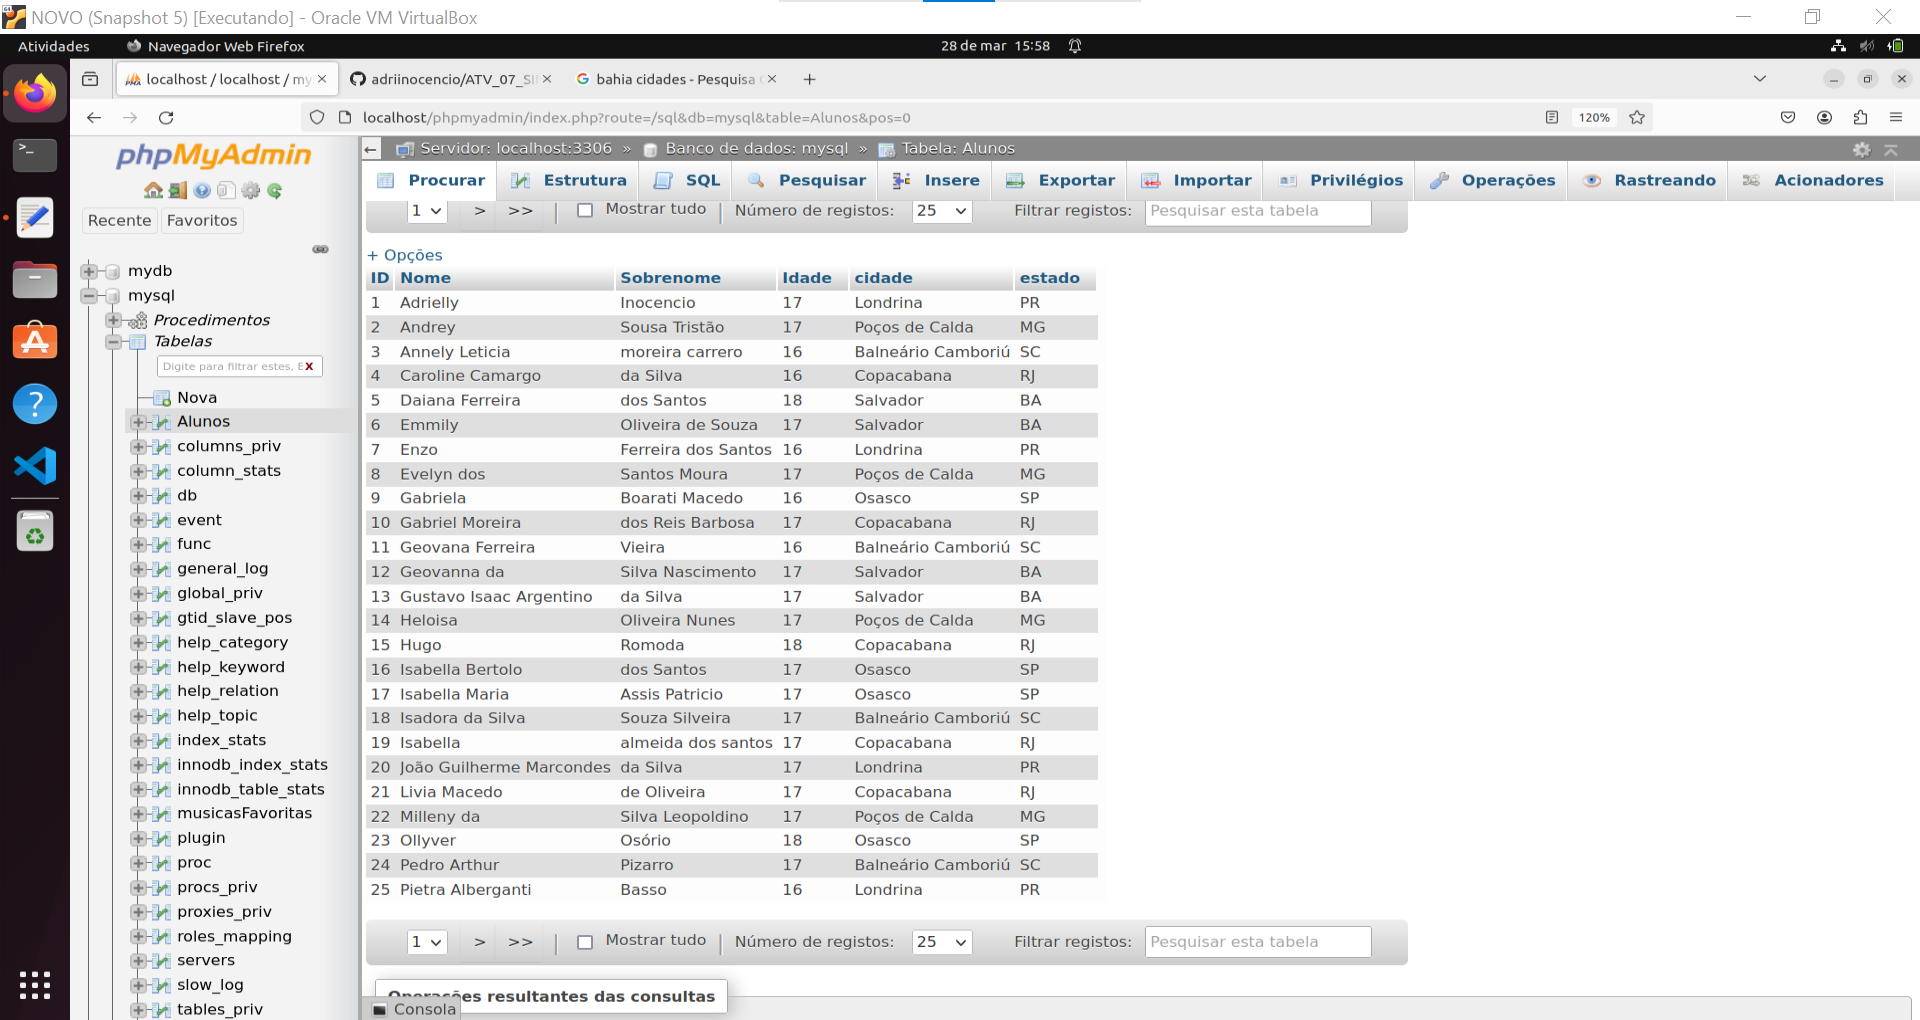 NOVO (Snapshot 5) [Executando] - Oracle VM VirtualBox
Atividades Navegador Web Firefox 28 de mar 15:58
localhost / localhost / my adriinocencio/ATV_07_SI bahia cidades - Pesquisa
localhost/phpmyadmin/index.php?route=/sql&db=mysql&table=Alunos&pos=0 120%
phpMyAdmin
Recente Favoritos
mydb
mysql
Procedimentos
Tabelas
Digite para filtrar estes, E X
Nova
Alunos
columns_priv
column_stats
db
event
func
general_log
global_priv
gtid_slave_pos
help_category
help_keyword
help_relation
help_topic
index_stats
innodb_index_stats
innodb_table_stats
musicasFavoritas
plugin
proc
procs_priv
proxies_priv
roles_mapping
servers
slow_log
tables_priv
Servidor: localhost:3306 » Banco de dados: mysql » Tabela: Alunos
Procurar Estrutura SQL Pesquisar Insere Exportar Importar Privilégios Operações Rastreando Acionadores
1 > >> Mostrar tudo Número de registos: 25 Filtrar registos: Pesquisar esta tabela
+ Opções
ID Nome Sobrenome Idade cidade estado
1 Adrielly Inocencio 17 Londrina PR
2 Andrey Sousa Tristão 17 Poços de Calda MG
3 Annely Leticia moreira carrero 16 Balneário Camboriú SC
4 Caroline Camargo da Silva 16 Copacabana RJ
5 Daiana Ferreira dos Santos 18 Salvador BA
6 Emmily Oliveira de Souza 17 Salvador BA
7 Enzo Ferreira dos Santos 16 Londrina PR
8 Evelyn dos Santos Moura 17 Poços de Calda MG
9 Gabriela Boarati Macedo 16 Osasco SP
10 Gabriel Moreira dos Reis Barbosa 17 Copacabana RJ
11 Geovana Ferreira Vieira 16 Balneário Camboriú SC
12 Geovanna da Silva Nascimento 17 Salvador BA
13 Gustavo Isaac Argentino da Silva 17 Salvador BA
14 Heloisa Oliveira Nunes 17 Poços de Calda MG
15 Hugo Romoda 18 Copacabana RJ
16 Isabella Bertolo dos Santos 17 Osasco SP
17 Isabella Maria Assis Patricio 17 Osasco SP
18 Isadora da Silva Souza Silveira 17 Balneário Camboriú SC
19 Isabella almeida dos santos 17 Copacabana RJ
20 João Guilherme Marcondes da Silva 17 Londrina PR
21 Livia Macedo de Oliveira 17 Copacabana RJ
22 Milleny da Silva Leopoldino 17 Poços de Calda MG
23 Ollyver Osório 18 Osasco SP
24 Pedro Arthur Pizarro 17 Balneário Camboriú SC
25 Pietra Alberganti Basso 16 Londrina PR
1 > >> Mostrar tudo Número de registos: 25 Filtrar registos: Pesquisar esta tabela
Operações resultantes das consultas
Consola